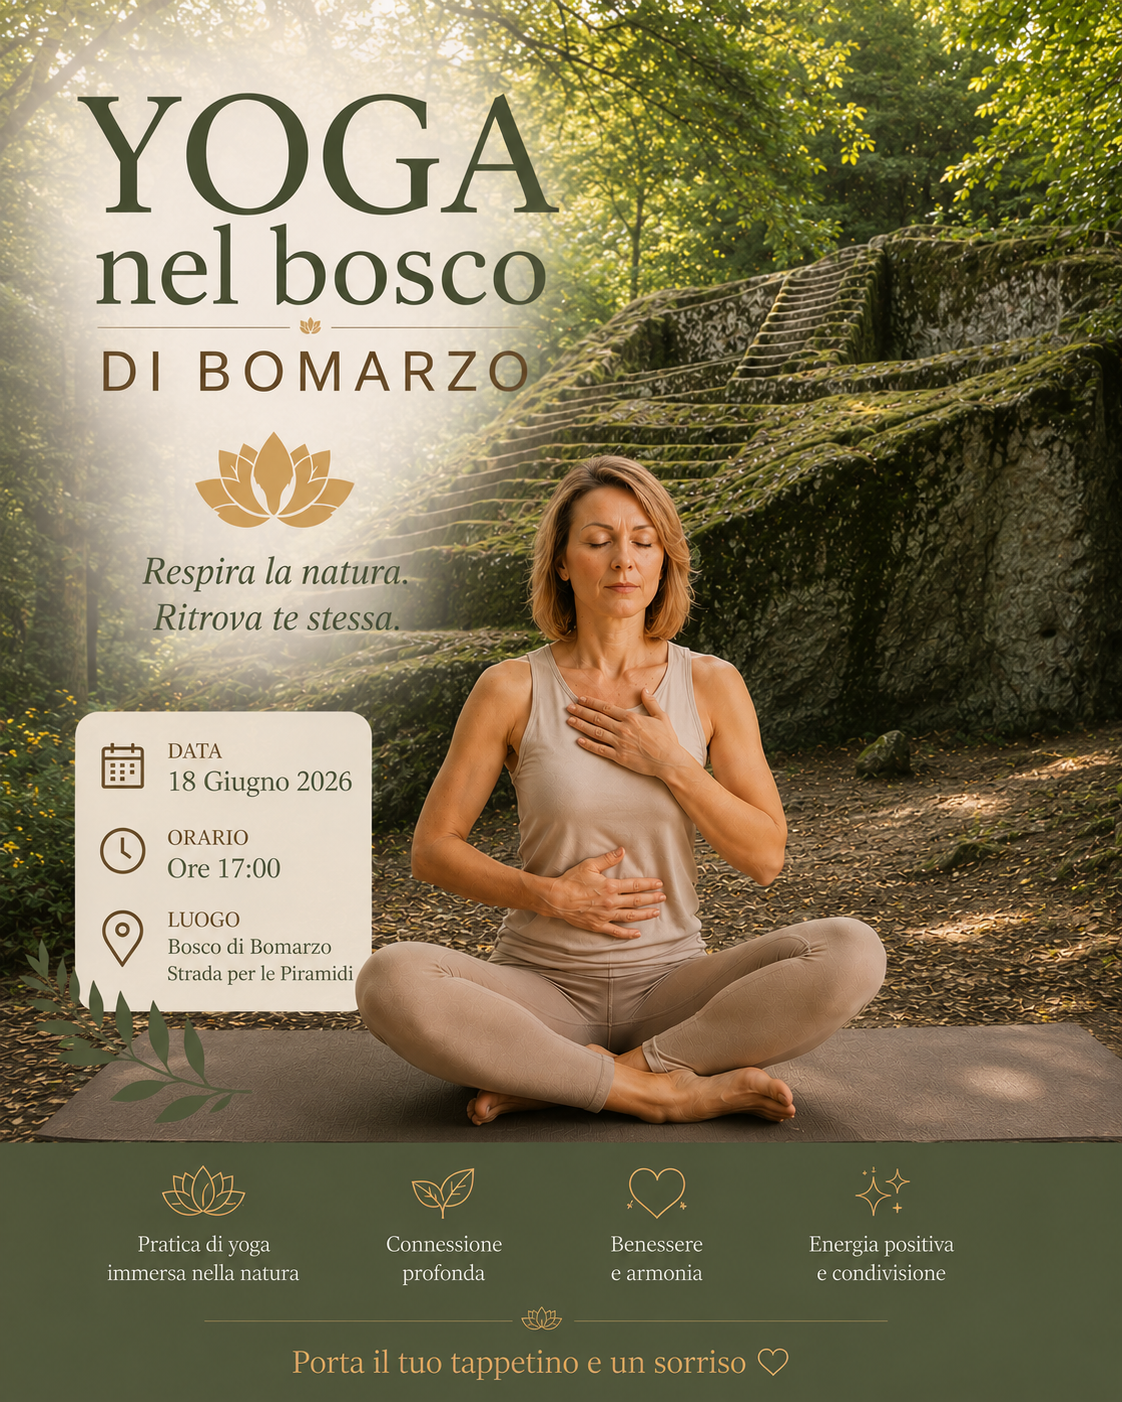 YOGA
nel bosco
DI BOMARZO
Respira la natura.
Ritrova te stessa.
DATA
18 Giugno 2026
ORARIO
Ore 17:00
LUOGO
Bosco di Bomarzo
Strada per le Piramidi
Pratica di yoga
immersa nella natura
Connessione
profonda
Benessere
e armonia
Energia positiva
e condivisione
Porta il tuo tappetino e un sorriso